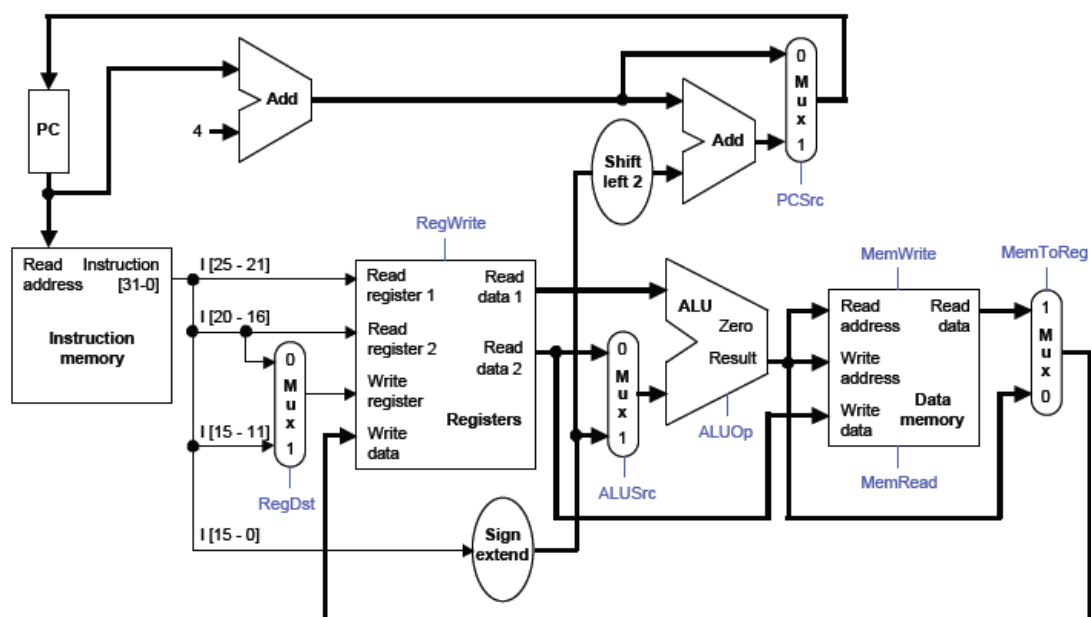 PC
4
Add
Shift
left 2
Add
0
M
u
x
1
PCSrc
Read
address
Instruction
[31-0]
Instruction
memory
I [25 - 21]
I [20 - 16]
I [15 - 11]
I [15 - 0]
0
M
u
x
1
RegDst
RegWrite
Read
register 1
Read
register 2
Write
register
Write
data
Read
data 1
Read
data 2
Registers
Sign
extend
0
M
u
x
1
ALUSrc
ALU
Zero
Result
ALUOp
MemWrite
Read
address
Write
address
Write
data
Read
data
Data
memory
MemRead
MemToReg
1
M
u
x
0